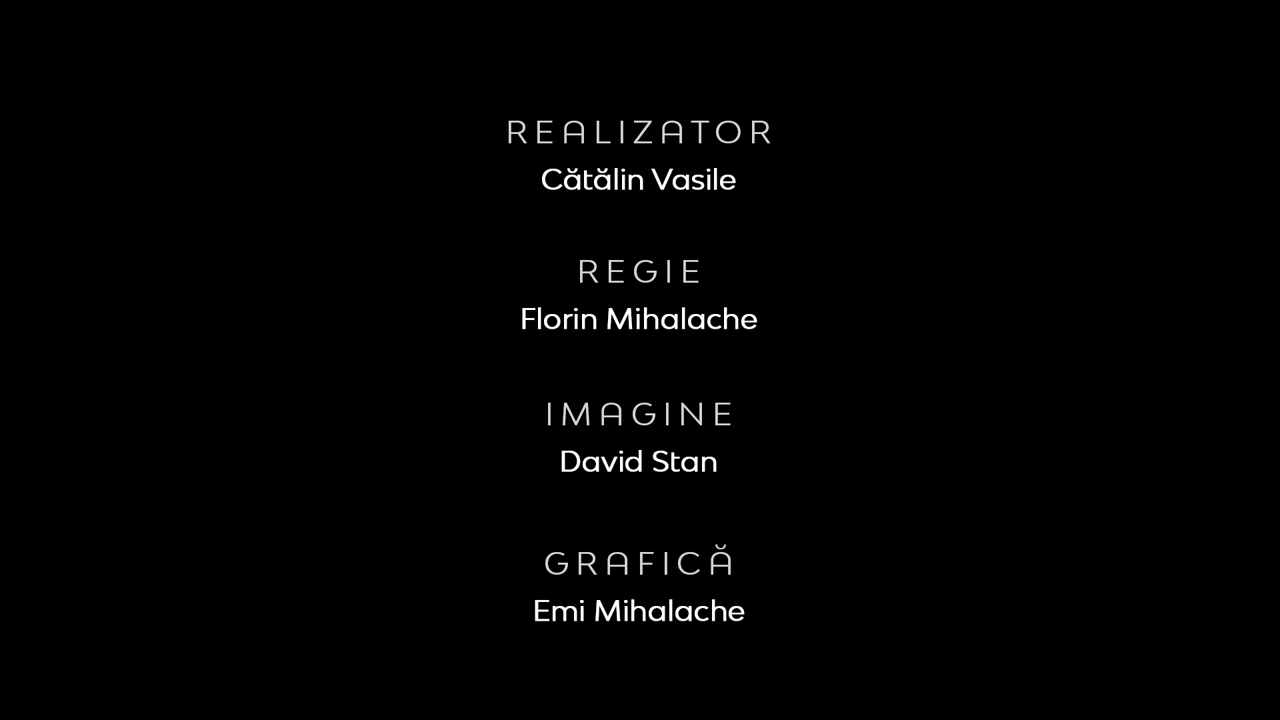 REALIZATOR
Cătălin Vasile
REGIE
Florin Mihalache
IMAGINE
David Stan
GRAFICĂ
Emi Mihalache